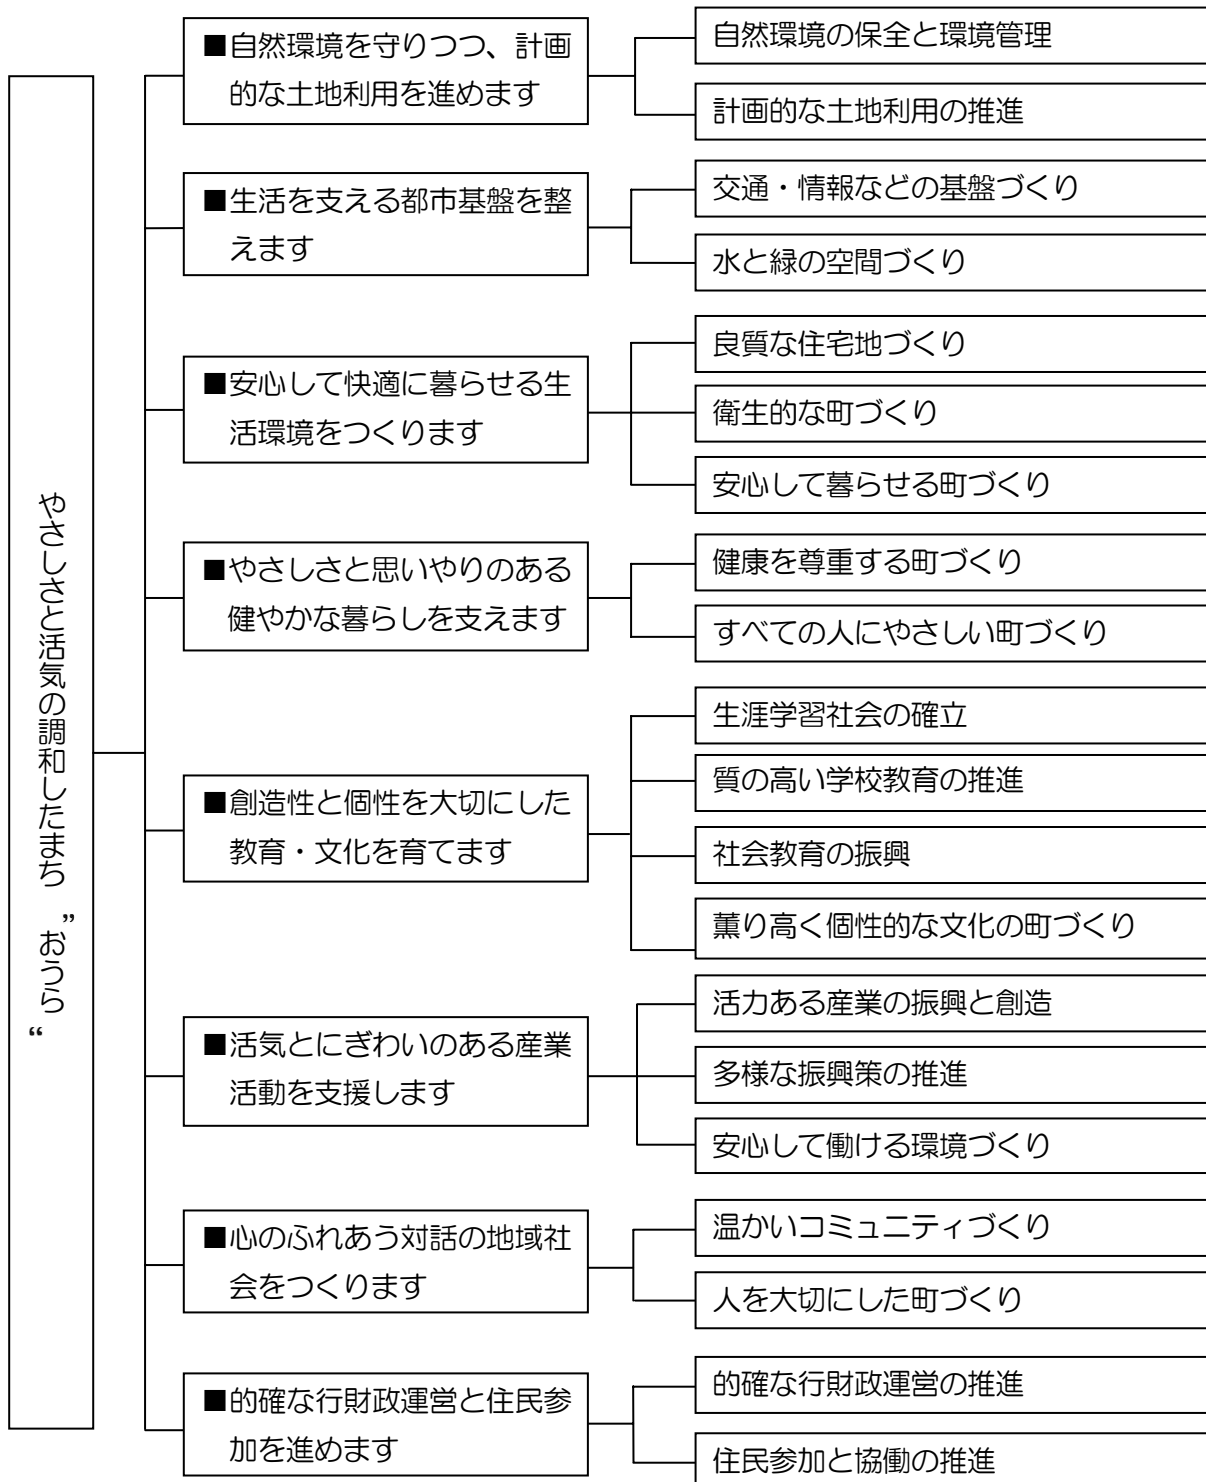 やさしさと活気の調和したまち ”おうら“
■自然環境を守りつつ、計画
的な土地利用を進めます
自然環境の保全と環境管理
計画的な土地利用の推進
■生活を支える都市基盤を整
えます
交通・情報などの基盤づくり
水と緑の空間づくり
■安心して快適に暮らせる生
活環境をつくります
良質な住宅地づくり
衛生的な町づくり
安心して暮らせる町づくり
■やさしさと思いやりのある
健やかな暮らしを支えます
健康を尊重する町づくり
すべての人にやさしい町づくり
■創造性と個性を大切にした
教育・文化を育てます
生涯学習社会の確立
質の高い学校教育の推進
社会教育の振興
薫り高く個性的な文化の町づくり
■活気とにぎわいのある産業
活動を支援します
活力ある産業の振興と創造
多様な振興策の推進
安心して働ける環境づくり
■心のふれあう対話の地域社
会をつくります
温かいコミュニティづくり
人を大切にした町づくり
■的確な行財政運営と住民参
加を進めます
的確な行財政運営の推進
住民参加と協働の推進